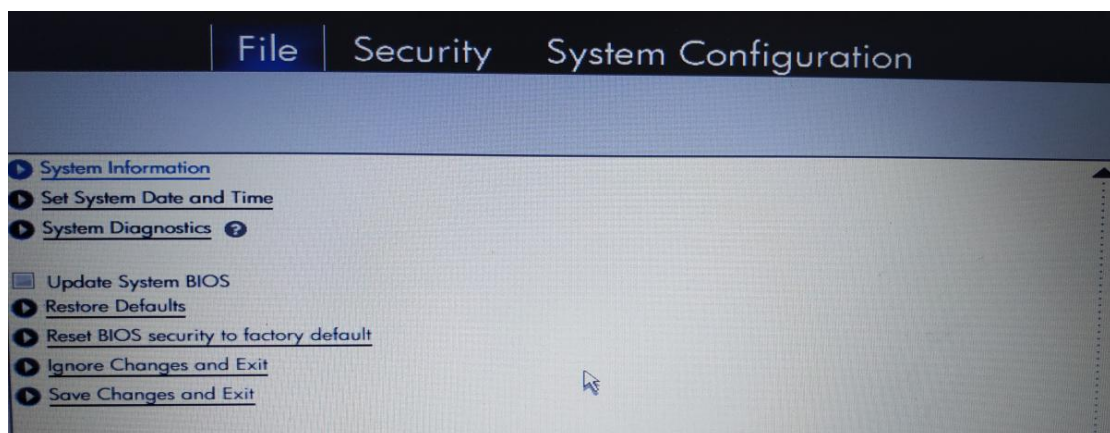 File Security System Configuration
System Information
Set System Date and Time
System Diagnostics ?
Update System BIOS
Restore Defaults
Reset BIOS security to factory default
Ignore Changes and Exit
Save Changes and Exit